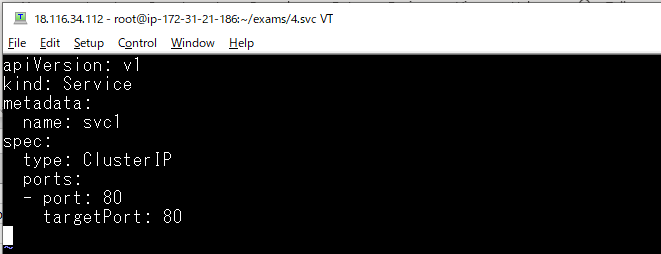 18.116.34.112 - root@ip-172-31-21-186:~/exams/4.svc VT
File Edit Setup Control Window Help
apiVersion: v1
kind: Service
metadata:
  name: svc1
spec:
  type: ClusterIP
  ports:
  - port: 80
    targetPort: 80
~